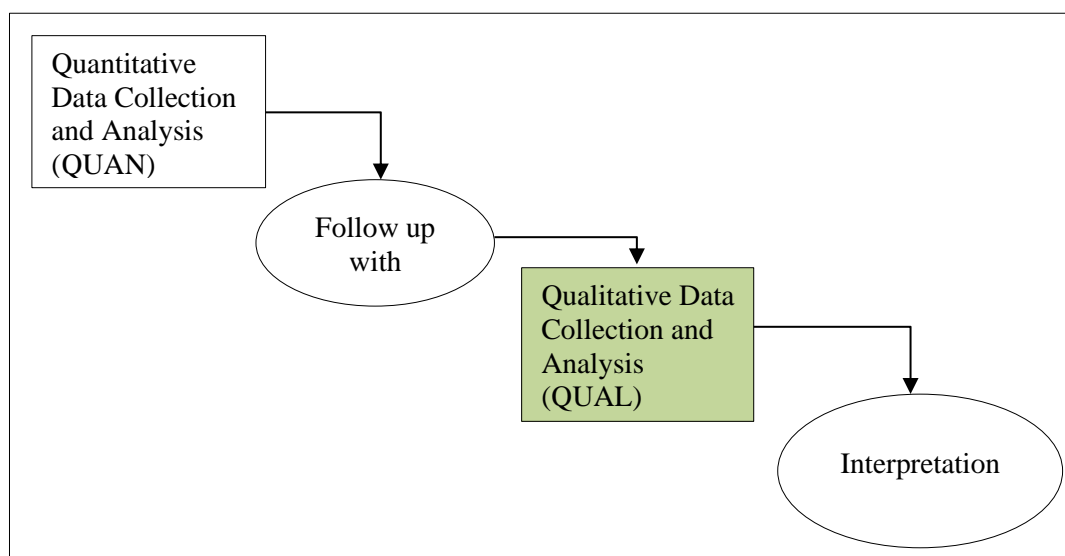 Quantitative
Data Collection
and Analysis
(QUAN)
Follow up
with
Qualitative Data
Collection and
Analysis
(QUAL)
Interpretation